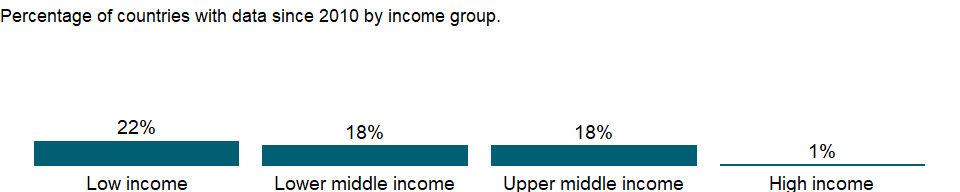 Percentage of countries with data since 2010 by income group.
22%
18%
18%
1%
Low income
Lower middle income
Upper middle income
High income